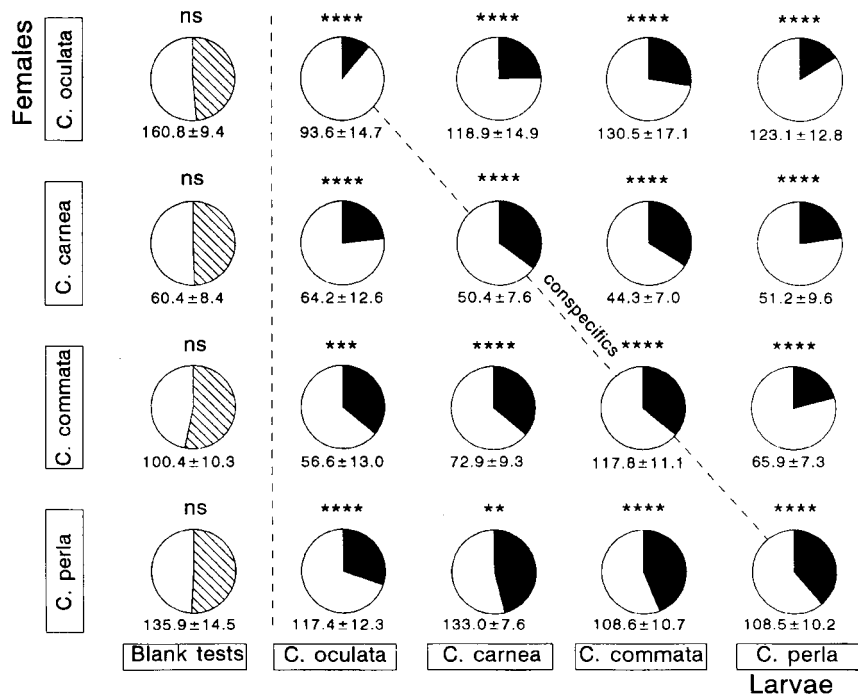 Females
C. oculata
ns
****
****
****
****
160.8±9.4
93.6±14.7
118.9±14.9
130.5±17.1
123.1±12.8
C. carnea
ns
****
****
****
****
60.4±8.4
64.2±12.6
50.4±7.6
44.3±7.0
51.2±9.6
conspecifics
C. commata
ns
***
****
****
****
100.4±10.3
56.6±13.0
72.9±9.3
117.8±11.1
65.9±7.3
C. perla
ns
****
**
****
****
135.9±14.5
117.4±12.3
133.0±7.6
108.6±10.7
108.5±10.2
Blank tests
C. oculata
C. carnea
C. commata
C. perla
Larvae